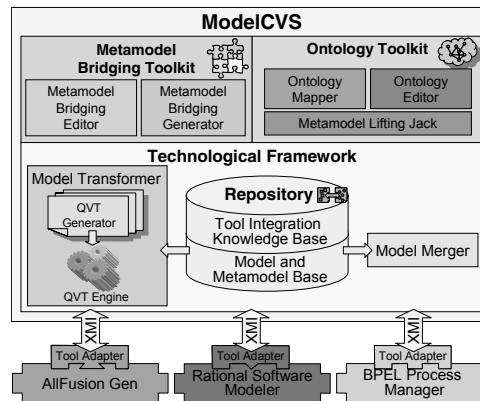 ModelCVS
Metamodel
Bridging Toolkit
Metamodel
Bridging
Editor
Metamodel
Bridging
Generator
Ontology Toolkit
Ontology
Mapper
Ontology
Editor
Metamodel Lifting Jack
Technological Framework
Model Transformer
QVT
Generator
QVT Engine
Repository
Tool Integration
Knowledge Base
Model and
Metamodel Base
Model Merger
XMI
XMI
XMI
Tool Adapter
Tool Adapter
Tool Adapter
AllFusion Gen
Rational Software
Modeler
BPEL Process
Manager